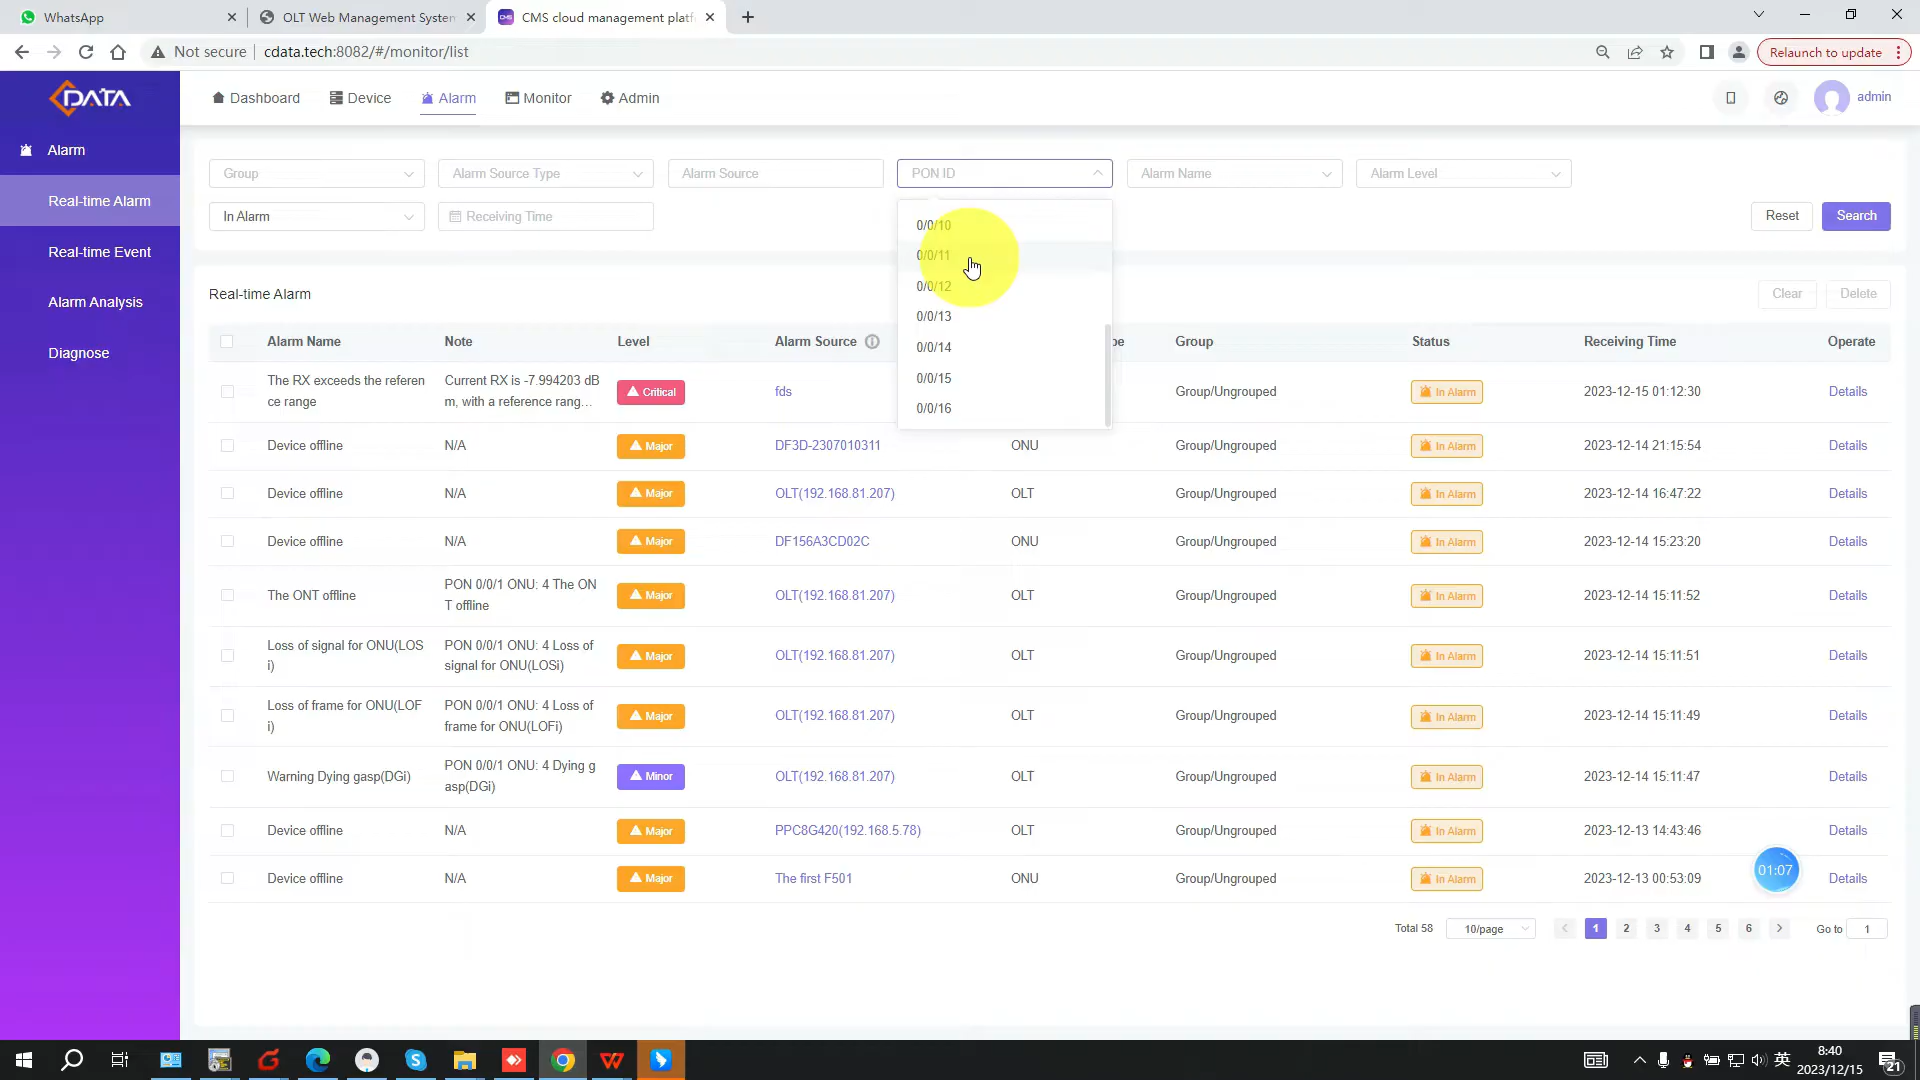 WhatsApp
OLT Web Management System
CMS cloud management platf
Not secure
cdata.tech:8082/#/monitor/list
Relaunch to update
DATA
Dashboard
Device
Alarm
Monitor
Admin
admin
Alarm
Real-time Alarm
Real-time Event
Alarm Analysis
Diagnose
Group
Alarm Source Type
Alarm Source
PON ID
Alarm Name
Alarm Level
In Alarm
Receiving Time
Reset
Search
0/0/10
0/0/11
0/0/12
0/0/13
0/0/14
0/0/15
0/0/16
Real-time Alarm
Clear
Delete
Alarm Name Note Level Alarm Source pe Group Status Receiving Time Operate
The RX exceeds the referen
ce range
Current RX is -7.994203 dB
m, with a reference rang...
Critical
fds
Group/Ungrouped
In Alarm
2023-12-15 01:12:30
Details
Device offline N/A Major DF3D-2307010311 ONU Group/Ungrouped In Alarm 2023-12-14 21:15:54 Details
Device offline N/A Major OLT(192.168.81.207) OLT Group/Ungrouped In Alarm 2023-12-14 16:47:22 Details
Device offline N/A Major DF156A3CD02C ONU Group/Ungrouped In Alarm 2023-12-14 15:23:20 Details
The ONT offline
PON 0/0/1 ONU: 4 The ON
T offline
Major
OLT(192.168.81.207)
OLT
Group/Ungrouped
In Alarm
2023-12-14 15:11:52
Details
Loss of signal for ONU(LOS
i)
PON 0/0/1 ONU: 4 Loss of
signal for ONU(LOSi)
Major
OLT(192.168.81.207)
OLT
Group/Ungrouped
In Alarm
2023-12-14 15:11:51
Details
Loss of frame for ONU(LOF
i)
PON 0/0/1 ONU: 4 Loss of
frame for ONU(LOFi)
Major
OLT(192.168.81.207)
OLT
Group/Ungrouped
In Alarm
2023-12-14 15:11:49
Details
Warning Dying gasp(DGi)
PON 0/0/1 ONU: 4 Dying g
asp(DGi)
Minor
OLT(192.168.81.207)
OLT
Group/Ungrouped
In Alarm
2023-12-14 15:11:47
Details
Device offline N/A Major PPC8G420(192.168.5.78) OLT Group/Ungrouped In Alarm 2023-12-13 14:43:46 Details
Device offline N/A Major The first F501 ONU Group/Ungrouped In Alarm 2023-12-13 00:53:09 Details
01:07
Total 58 10/page < 1 2 3 4 5 6 > Go to 1
英
8:40
2023/12/15
21